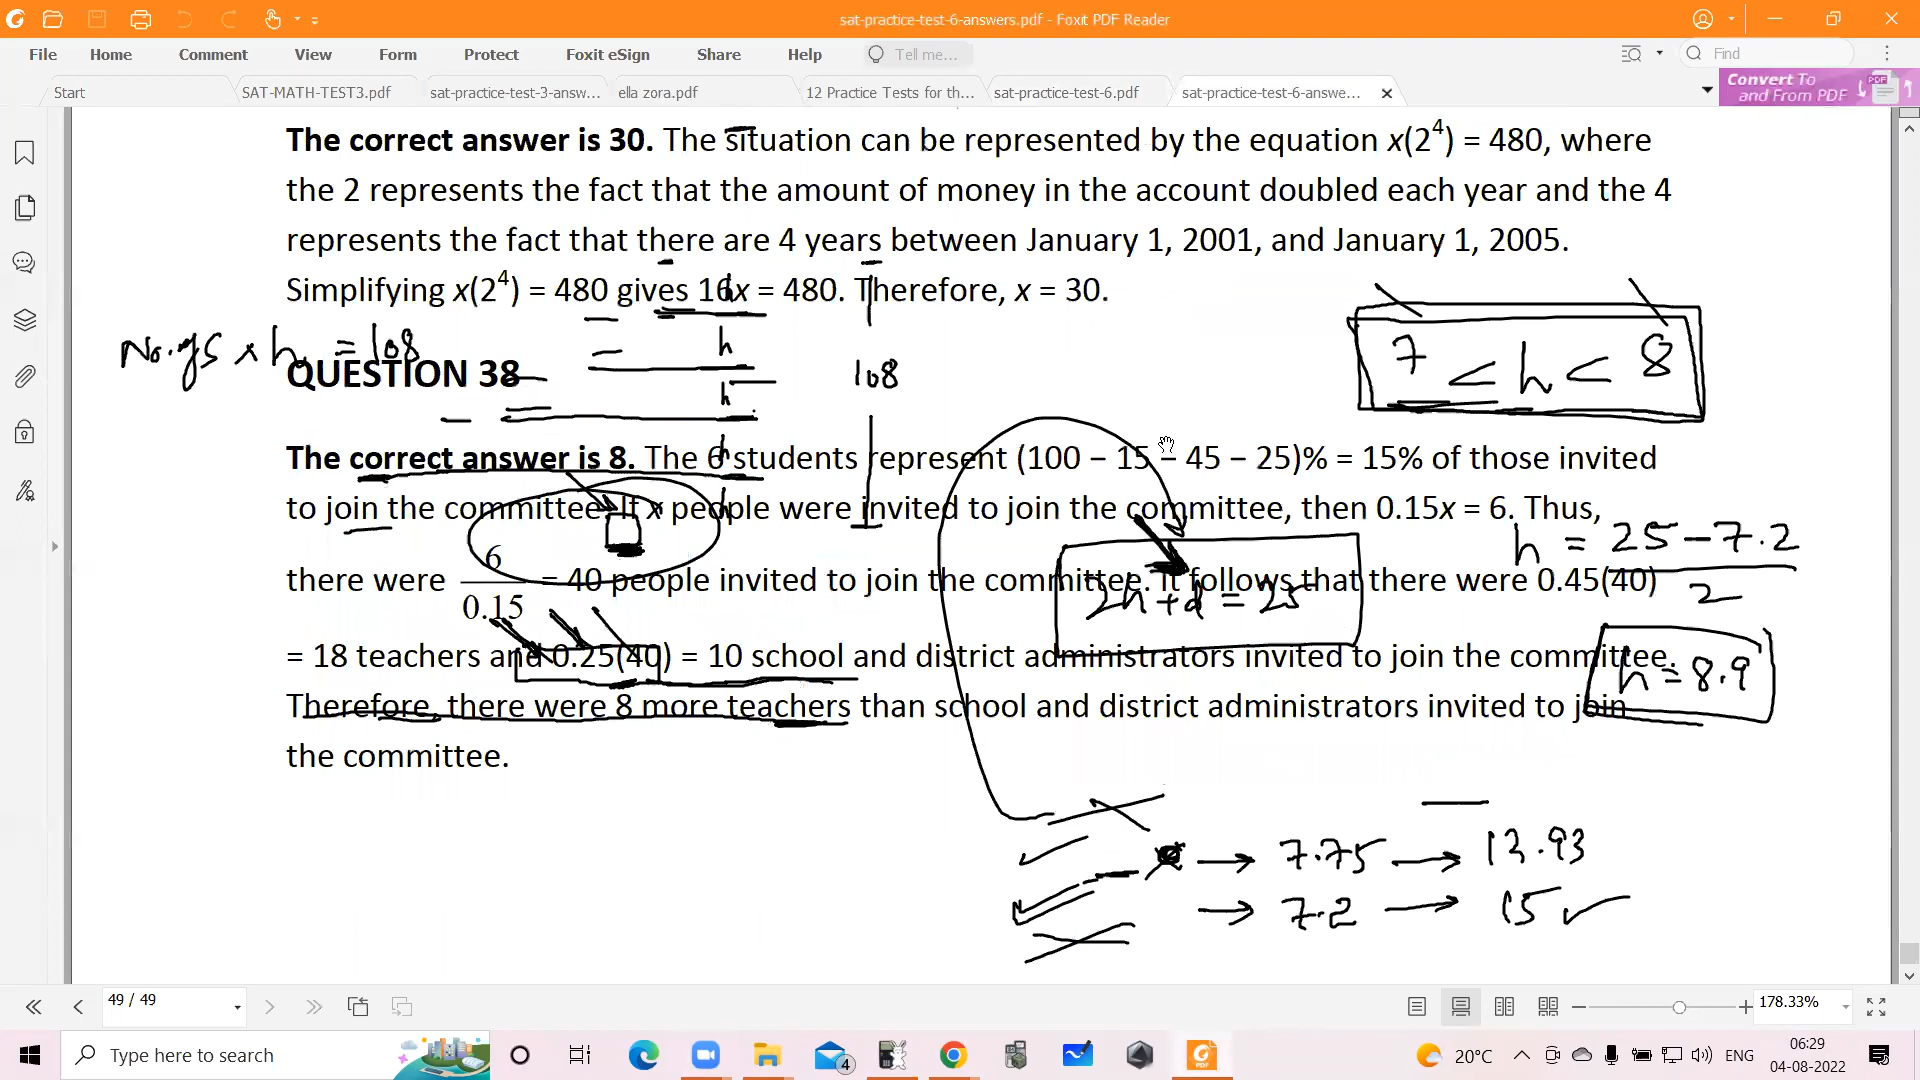 sat-practice-test-6-answers.pdf - Foxit PDF Reader
File Home Comment View Form Protect Foxit eSign Share Help Tell me... Find
Start SAT-MATH-TEST3.pdf sat-practice-test-3-answ... ella zora.pdf 12 Practice Tests for th... sat-practice-test-6.pdf sat-practice-test-6-answe...
Convert To
and From PDF
The correct answer is 30. The situation can be represented by the equation x(2⁴) = 480, where
the 2 represents the fact that the amount of money in the account doubled each year and the 4
represents the fact that there are 4 years between January 1, 2001, and January 1, 2005.
Simplifying x(2⁴) = 480 gives 16x = 480. Therefore, x = 30.
× h = 108
h
h
h
h
108
7 < h < 8
QUESTION 38
The correct answer is 8. The 6 students represent (100 − 15 − 45 − 25)% = 15% of those invited
to join the committee. If x people were invited to join the committee, then 0.15x = 6. Thus,
h = 25 − 7.2
2
there were 6/0.15 = 40 people invited to join the committee. It follows that there were 0.45(40)
2h + d = 25
= 18 teachers and 0.25(40) = 10 school and district administrators invited to join the committee.
h = 8.9
Therefore, there were 8 more teachers than school and district administrators invited to join
the committee.
→ 7.75 → 13.93
→ 7.2 → 15 ✓
49 / 49
178.33%
Type here to search
4
20°C
ENG
06:29
04-08-2022